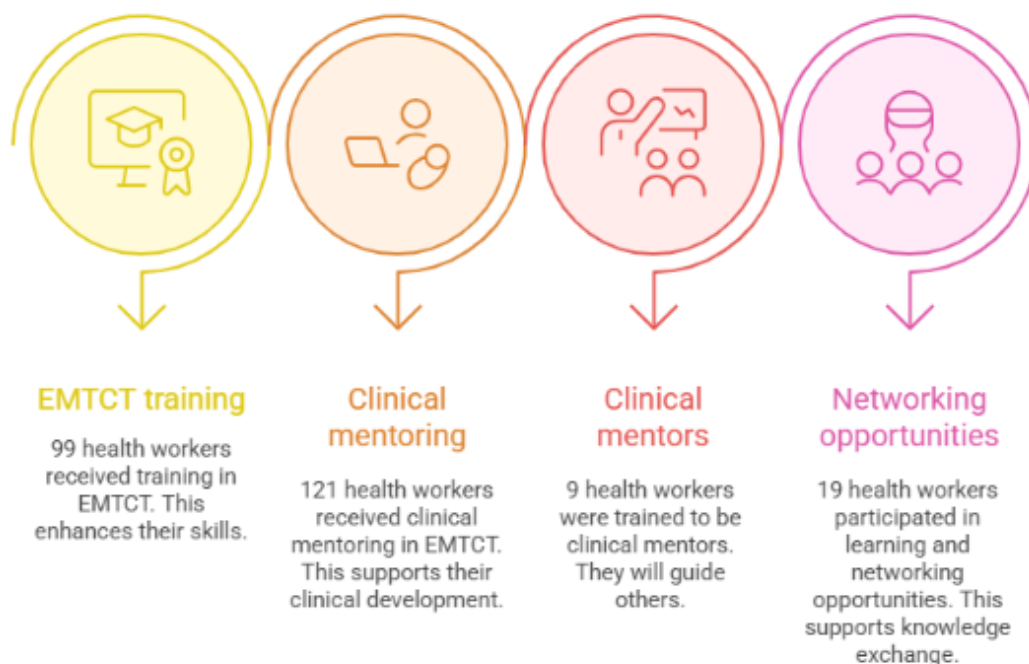 EMTCT training
99 health workers
received training in
EMTCT. This
enhances their skills.
Clinical
mentoring
121 health workers
received clinical
mentoring in EMTCT.
This supports their
clinical development.
Clinical
mentors
9 health workers
were trained to be
clinical mentors.
They will guide
others.
Networking
opportunities
19 health workers
participated in
learning and
networking
opportunities. This
supports knowledge
exchange.